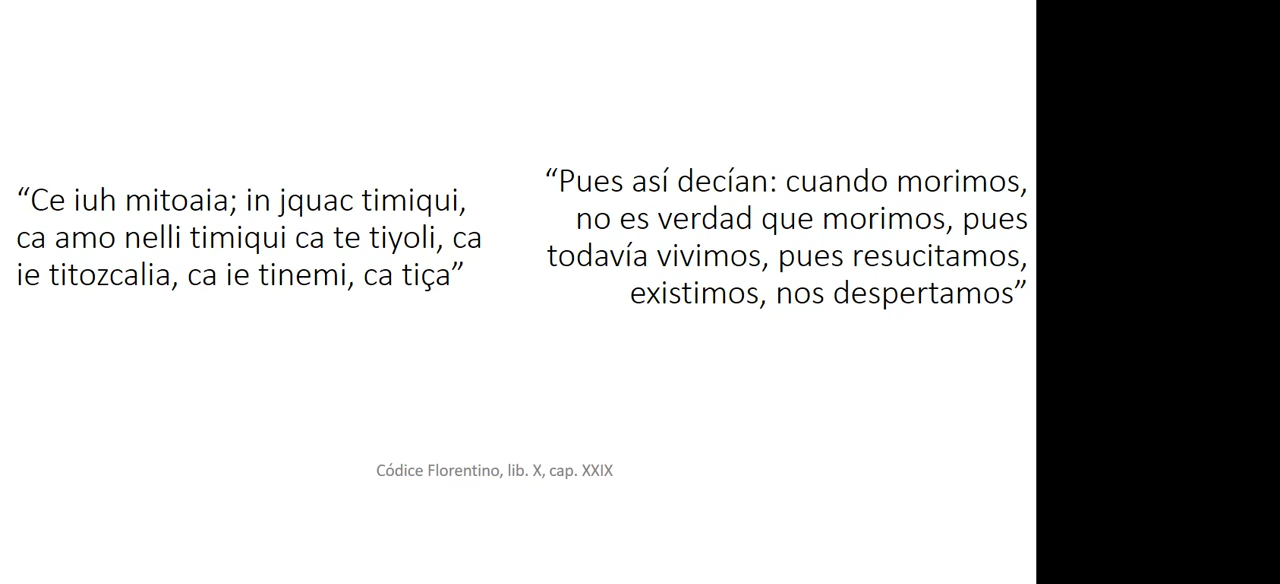 “Ce iuh mitoaia; in jquac timiqui,
ca amo nelli timiqui ca te tiyoli, ca
ie titozcalia, ca ie tinemi, ca tiça”
“Pues así decían: cuando morimos,
no es verdad que morimos, pues
todavía vivimos, pues resucitamos,
existimos, nos despertamos”
Códice Florentino, lib. X, cap. XXIX